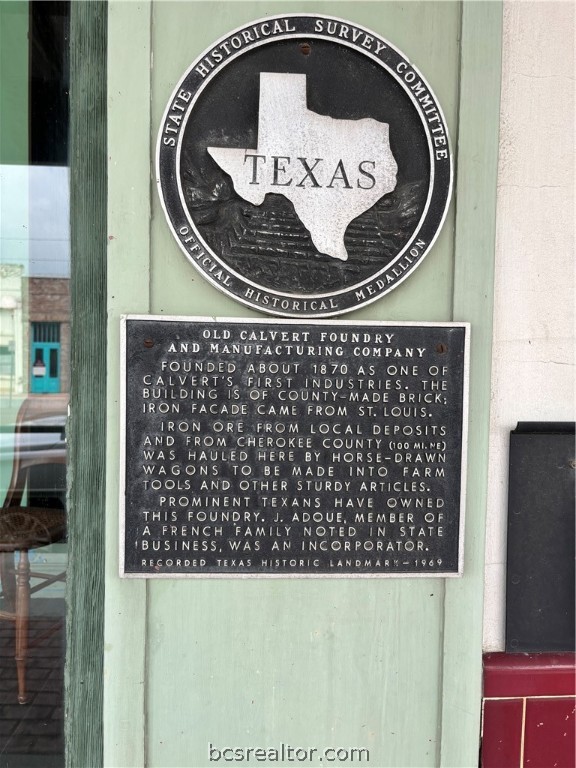 STATE HISTORICAL SURVEY COMMITTEE
TEXAS
OFFICIAL HISTORICAL MEDALLION
OLD CALVERT FOUNDRY
AND MANUFACTURING COMPANY
FOUNDED ABOUT 1870 AS ONE OF
CALVERT'S FIRST INDUSTRIES. THE
BUILDING IS OF COUNTY-MADE BRICK;
IRON FACADE CAME FROM ST. LOUIS.
IRON ORE FROM LOCAL DEPOSITS
AND FROM CHEROKEE COUNTY (100 MI. NE)
WAS HAULED HERE BY HORSE-DRAWN
WAGONS TO BE MADE INTO FARM
TOOLS AND OTHER STURDY ARTICLES.
PROMINENT TEXANS HAVE OWNED
THIS FOUNDRY. J. ADOUE, MEMBER OF
A FRENCH FAMILY NOTED IN STATE
BUSINESS, WAS AN INCORPORATOR.
RECORDED TEXAS HISTORIC LANDMARK - 1969
bcsrealtor.com